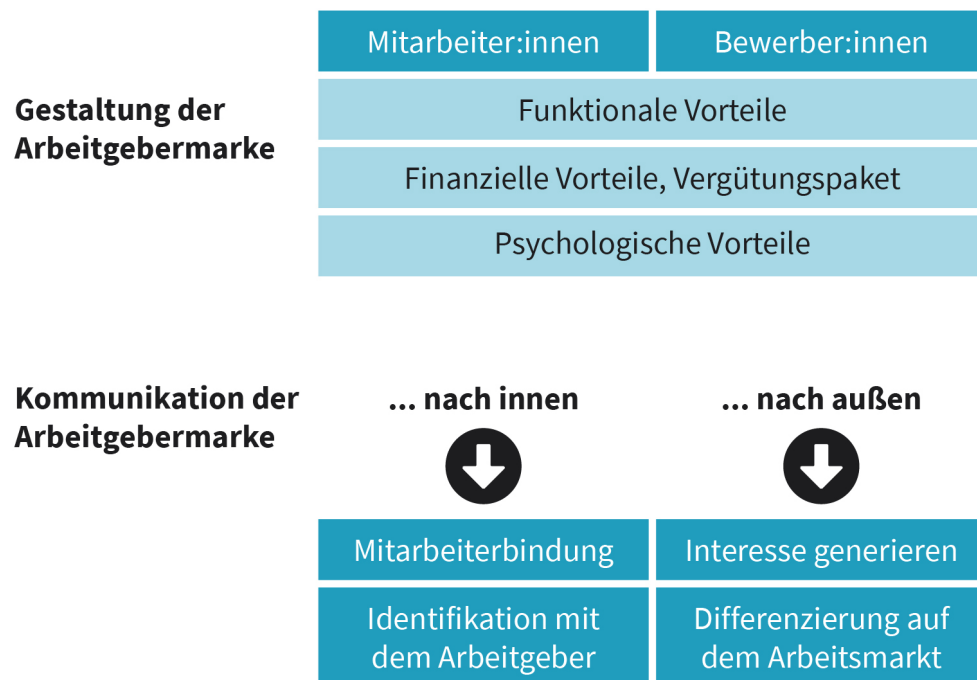 Mitarbeiter:innen
Bewerber:innen
Gestaltung der
Arbeitgebermarke
Funktionale Vorteile
Finanzielle Vorteile, Vergütungspaket
Psychologische Vorteile
Kommunikation der
Arbeitgebermarke
... nach innen
... nach außen
Mitarbeiterbindung
Interesse generieren
Identifikation mit
dem Arbeitgeber
Differenzierung auf
dem Arbeitsmarkt